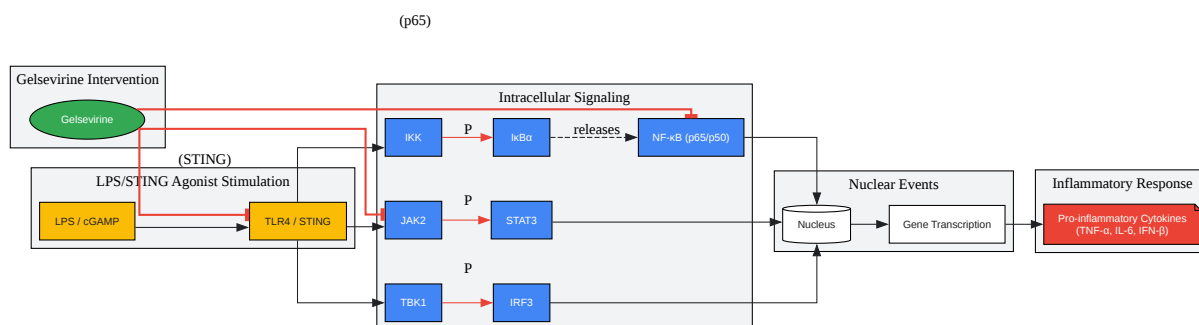 (p65)
Gelsevirine Intervention
Gelsevirine
(STING)
LPS/STING Agonist Stimulation
LPS / cGAMP
TLR4 / STING
Intracellular Signaling
IKK
P
IκBα
releases
NF-κB (p65/p50)
JAK2
P
STAT3
TBK1
P
IRF3
Nuclear Events
Nucleus
Gene Transcription
Inflammatory Response
Pro-inflammatory Cytokines
(TNF-α, IL-6, IFN-β)